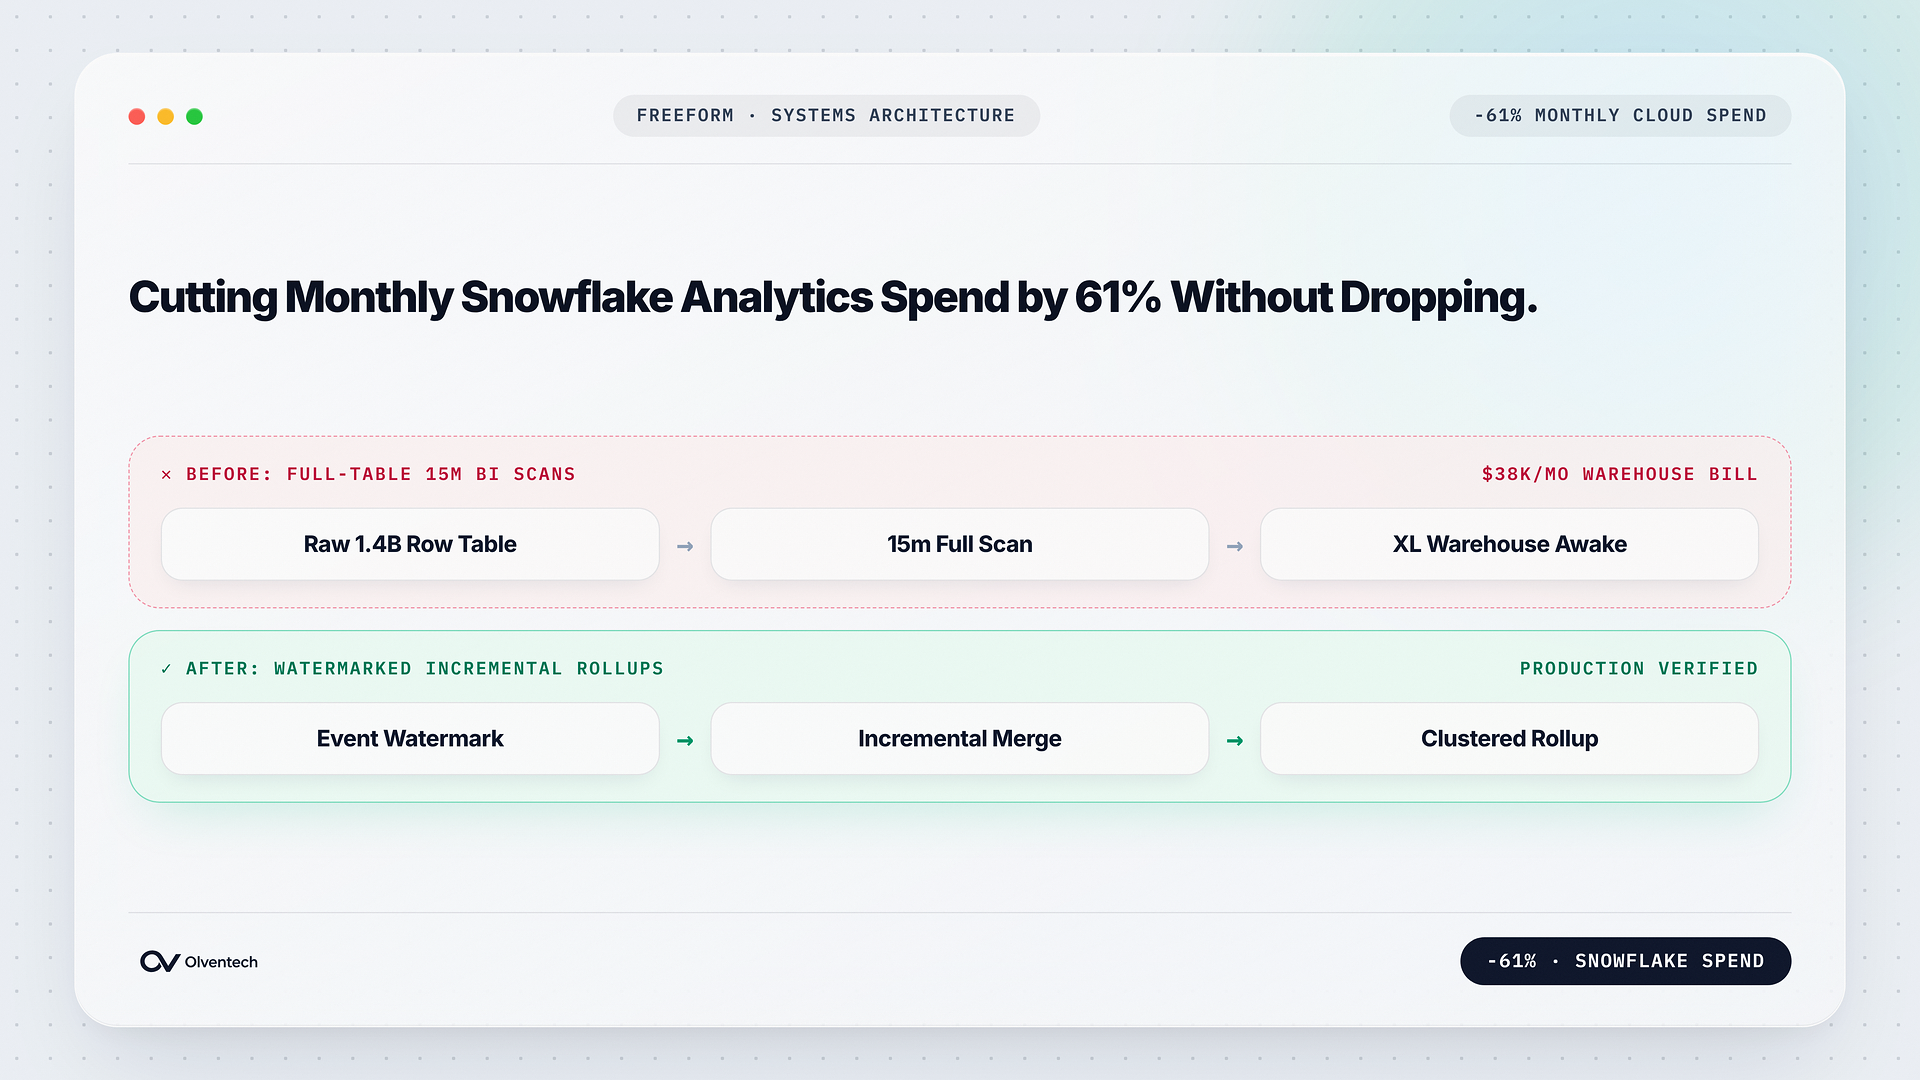 FREEFORM · SYSTEMS ARCHITECTURE
-61% MONTHLY CLOUD SPEND
Cutting Monthly Snowflake Analytics Spend by 61% Without Dropping.
× BEFORE: FULL-TABLE 15M BI SCANS
$38K/MO WAREHOUSE BILL
Raw 1.4B Row Table → 15m Full Scan → XL Warehouse Awake
✓ AFTER: WATERMARKED INCREMENTAL ROLLUPS
PRODUCTION VERIFIED
Event Watermark → Incremental Merge → Clustered Rollup
Olventech
-61% · SNOWFLAKE SPEND